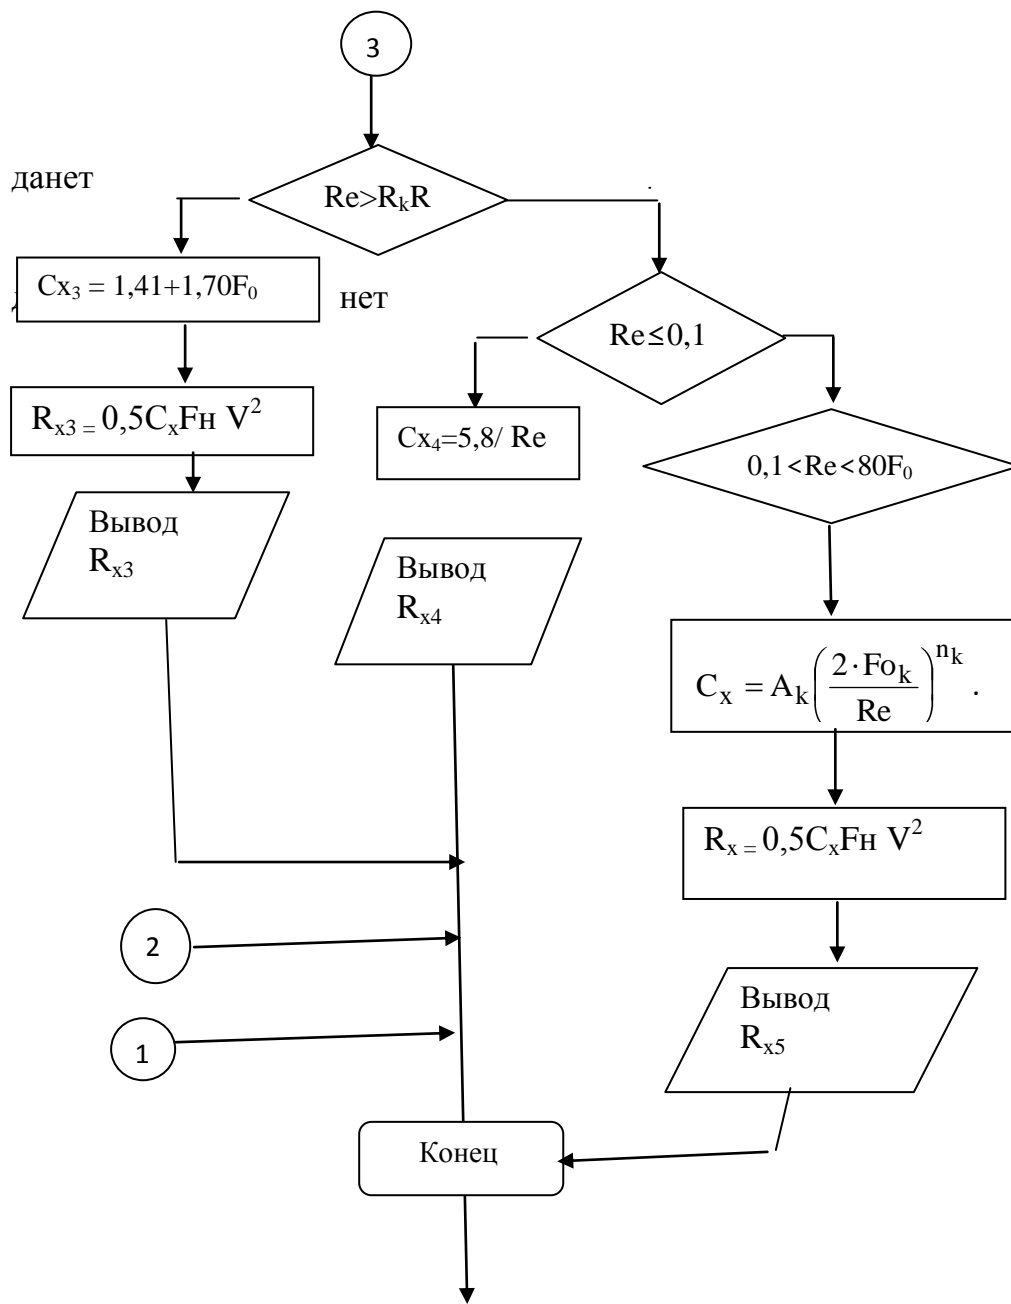 3
данет
Re>RkR
Cx₃ = 1,41+1,70F₀
нет
Re≤0,1
Rx3 = 0,5CxFн V²
Cx₄=5,8/ Re
0,1<Re<80F₀
Вывод
Rx3
Вывод
Rx4
Cx = Ak(2·Fok/Re)^nk.
Rx = 0,5CxFн V²
2
Вывод
Rx5
1
Конец